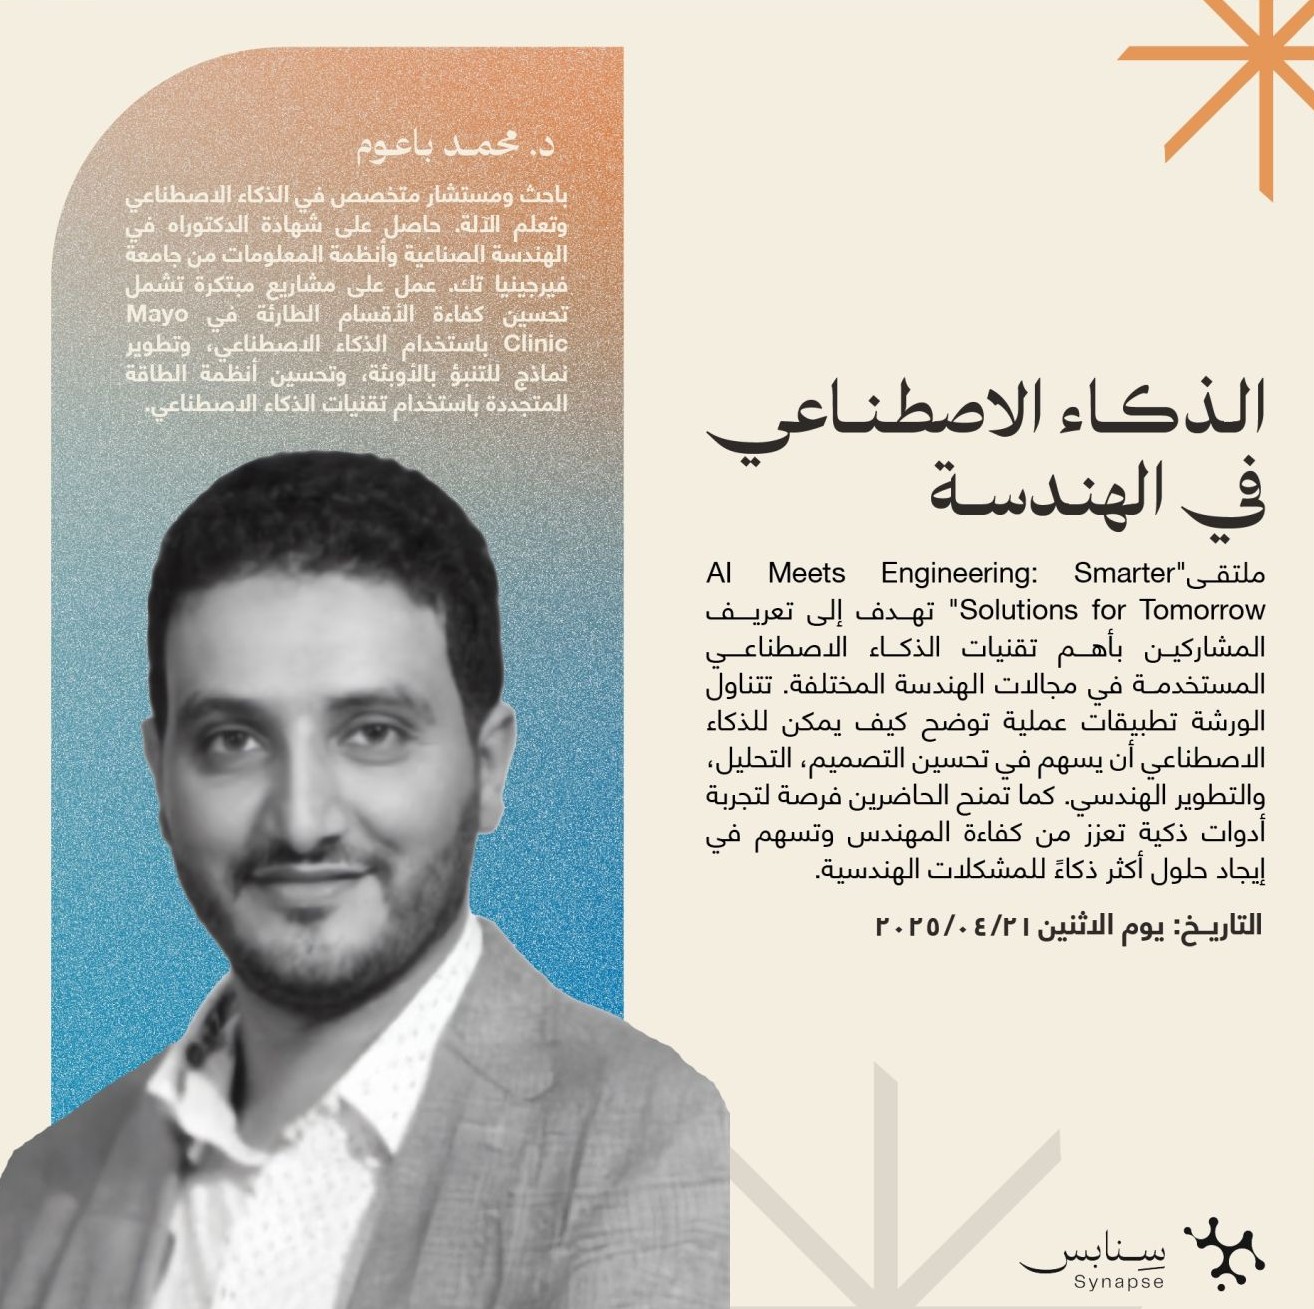 د. محمد باعوم
باحث ومستشار متخصص في الذكاء الاصطناعي
وتعلم الآلة. حاصل على شهادة الدكتوراه في
الهندسة الصناعية وأنظمة المعلومات من جامعة
فيرجينيا تك. عمل على مشاريع مبتكرة تشمل
تحسين كفاءة الأقسام الطارئة في Mayo
Clinic باستخدام الذكاء الاصطناعي، وتطوير
نماذج للتنبؤ بالأوبئة، وتحسين أنظمة الطاقة
المتجددة باستخدام تقنيات الذكاء الاصطناعي.
الذكاء الاصطناعي
في الهندسة
ملتقى"AI Meets Engineering: Smarter
Solutions for Tomorrow" تهدف إلى تعريف
المشاركين بأهم تقنيات الذكاء الاصطناعي
المستخدمة في مجالات الهندسة المختلفة. تتناول
الورشة تطبيقات عملية توضح كيف يمكن للذكاء
الاصطناعي أن يسهم في تحسين التصميم، التحليل،
والتطوير الهندسي. كما تمنح الحاضرين فرصة لتجربة
أدوات ذكية تعزز من كفاءة المهندس وتسهم في
إيجاد حلول أكثر ذكاءً للمشكلات الهندسية.
التاريخ: يوم الاثنين ٢٠٢٥/٠٤/٢١
سِنابس
Synapse